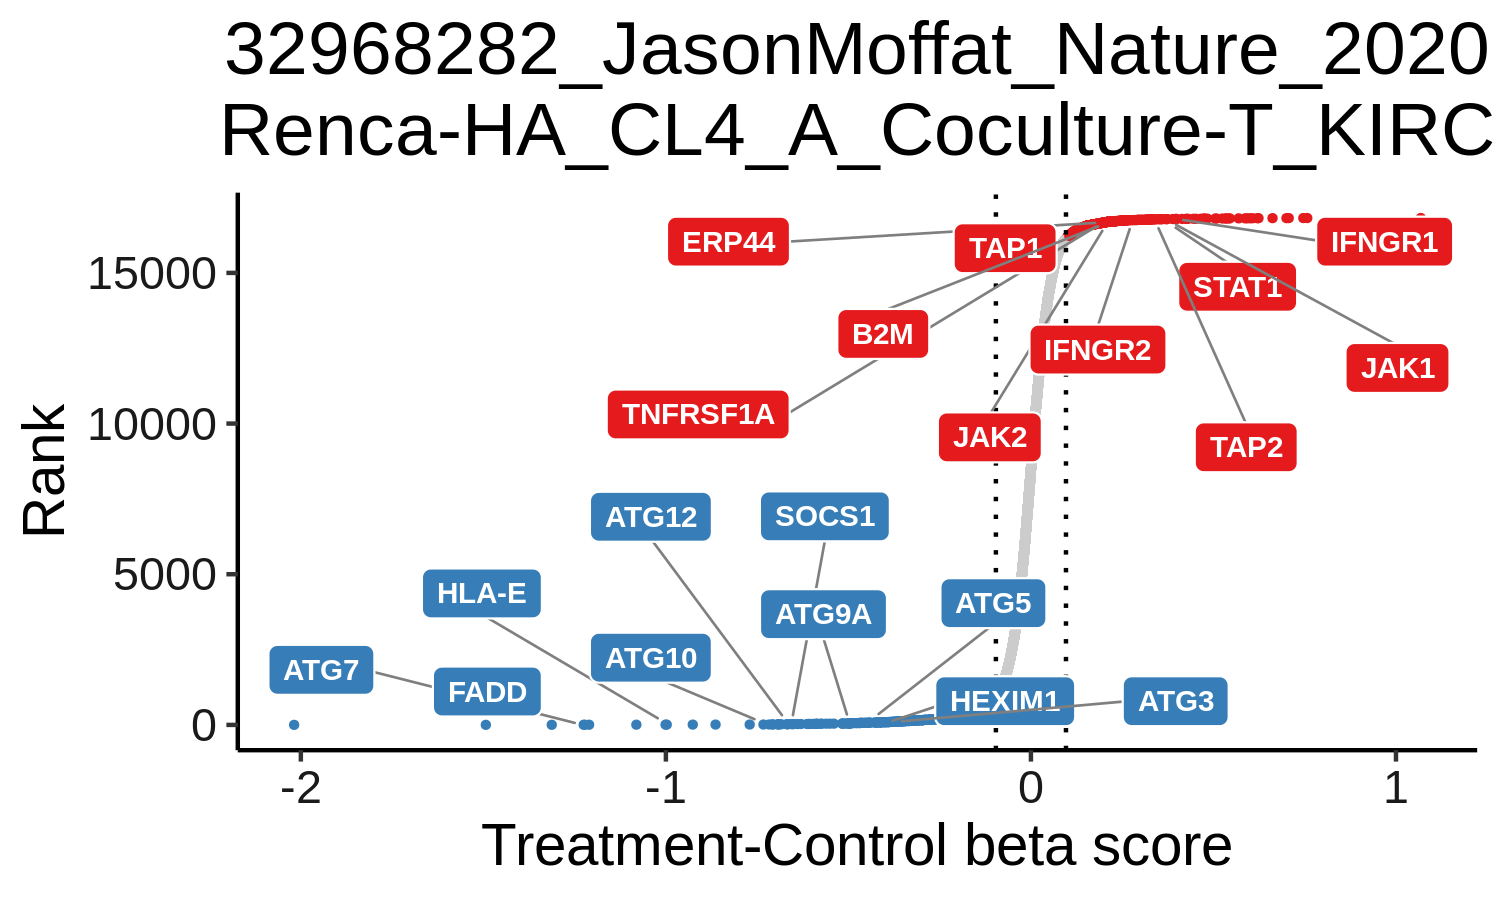 32968282_JasonMoffat_Nature_2020
Renca-HA_CL4_A_Coculture-T_KIRC
ERP44
TAP1
IFNGR1
15000
STAT1
B2M
IFNGR2
JAK1
TNFRSF1A
10000
JAK2
TAP2
Rank
ATG12
SOCS1
5000
HLA-E
ATG9A
ATG5
ATG10
ATG7
FADD
HEXIM1
ATG3
0
-2
-1
0
1
Treatment-Control beta score